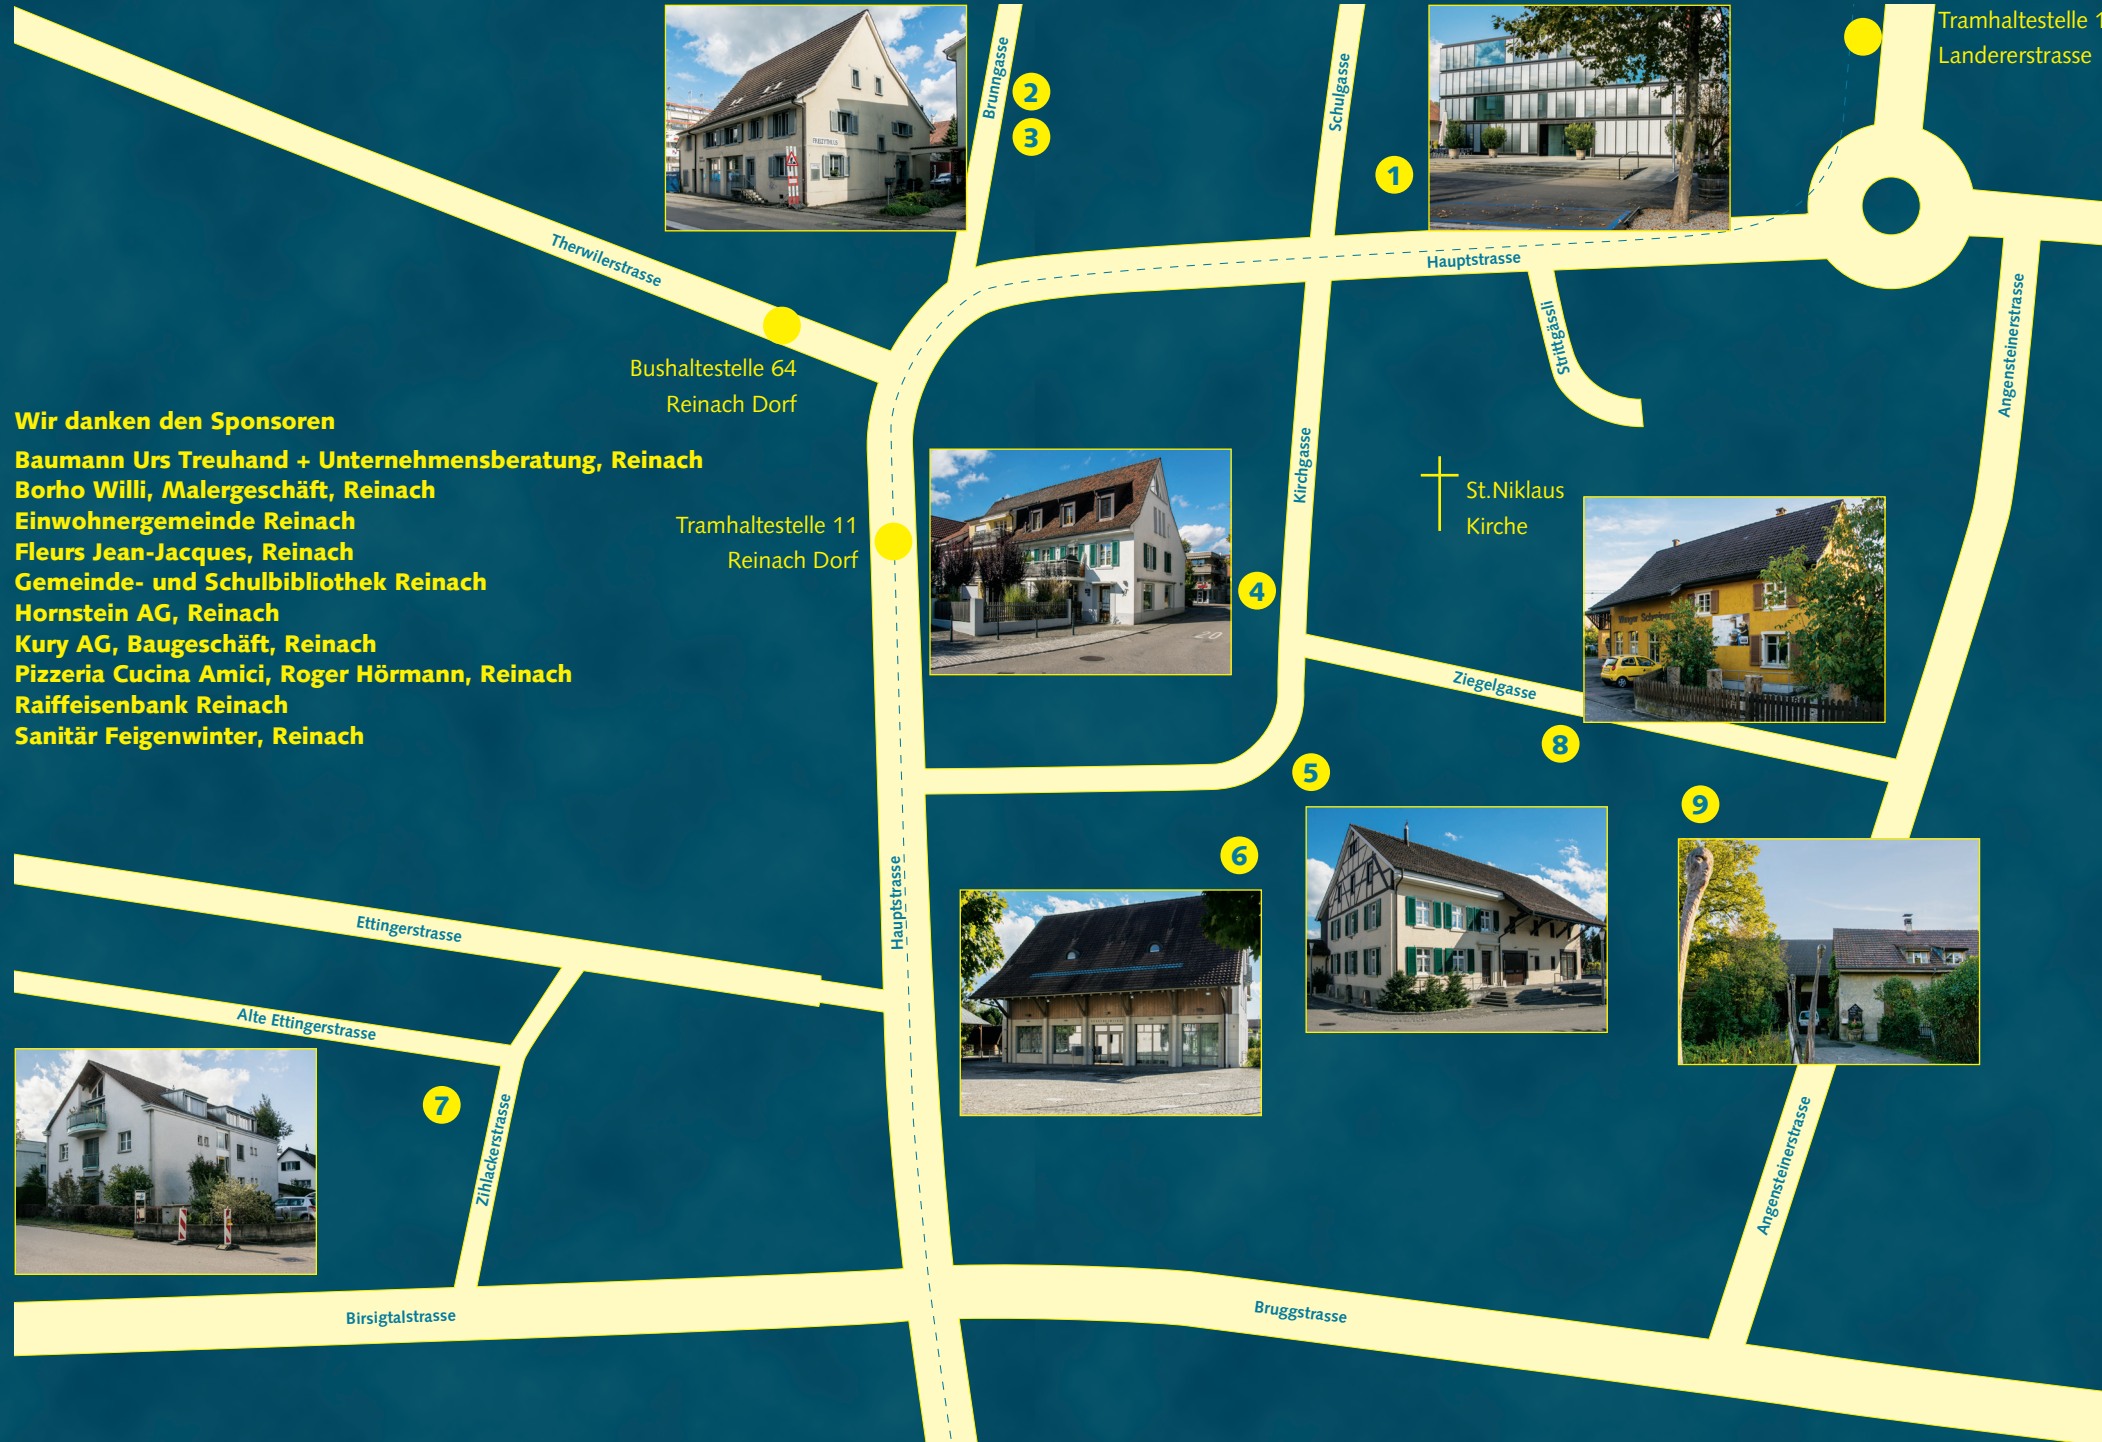 Tramhaltestelle 1
Landererstrasse
Brunngasse
2
3
Schulgasse
1
FREIZYTHUS
Therwilerstrasse
Hauptstrasse
Strittgässli
Angensteinerstrasse
Bushaltestelle 64
Reinach Dorf
Wir danken den Sponsoren
Baumann Urs Treuhand + Unternehmensberatung, Reinach
Borho Willi, Malergeschäft, Reinach
Einwohnergemeinde Reinach
Fleurs Jean-Jacques, Reinach
Gemeinde- und Schulbibliothek Reinach
Hornstein AG, Reinach
Kury AG, Baugeschäft, Reinach
Pizzeria Cucina Amici, Roger Hörmann, Reinach
Raiffeisenbank Reinach
Sanitär Feigenwinter, Reinach
Tramhaltestelle 11
Reinach Dorf
Kirchgasse
St.Niklaus
Kirche
4
20
Ziegelgasse
8
5
9
6
Hauptstrasse
Ettingerstrasse
Alte Ettingerstrasse
7
Zihlackerstrasse
Angensteinerstrasse
Birsigtalstrasse
Bruggstrasse